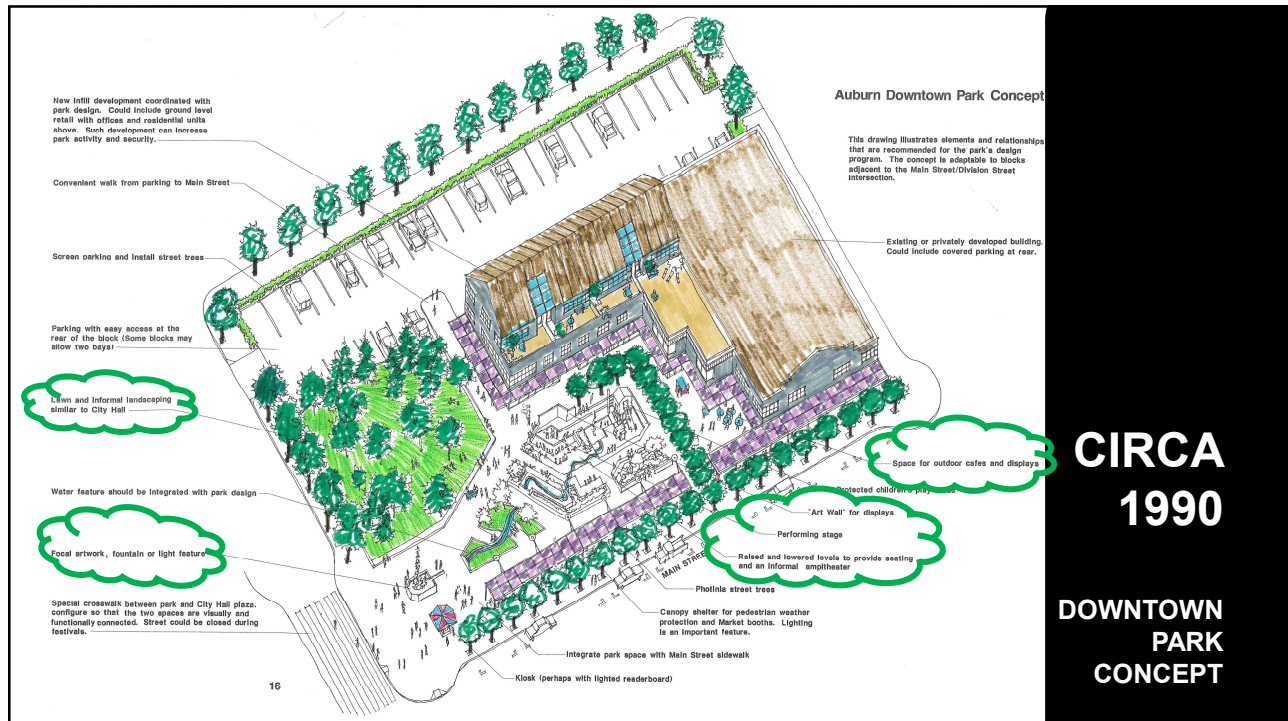 New infill development coordinated with
park design. Could include ground level
retail with offices and residential units
above. Such development can increase
park activity and security.
Convenient walk from parking to Main Street
Screen parking and install street trees
Parking with easy access at the
rear of the block (Some blocks may
allow two bays)
Lawn and informal landscaping
similar to City Hall
Water feature should be integrated with park design
Focal artwork, fountain or light feature
Special crosswalk between park and City Hall plaza.
configure so that the two spaces are visually and
functionally connected. Street could be closed during
festivals.
16
Auburn Downtown Park Concept
This drawing illustrates elements and relationships
that are recommended for the park's design
program. The concept is adaptable to blocks
adjacent to the Main Street/Division Street
intersection.
Existing or privately developed building.
Could include covered parking at rear.
Space for outdoor cafes and displays
Protected children's play
"Art Wall" for displays
Performing stage
Raised and lowered levels to provide seating
and an informal ampitheater
MAIN STREET
Photinia street trees
Canopy shelter for pedestrian weather
protection and Market booths. Lighting
is an important feature.
Integrate park space with Main Street sidewalk
Kiosk (perhaps with lighted readerboard)
CIRCA
1990
DOWNTOWN
PARK
CONCEPT